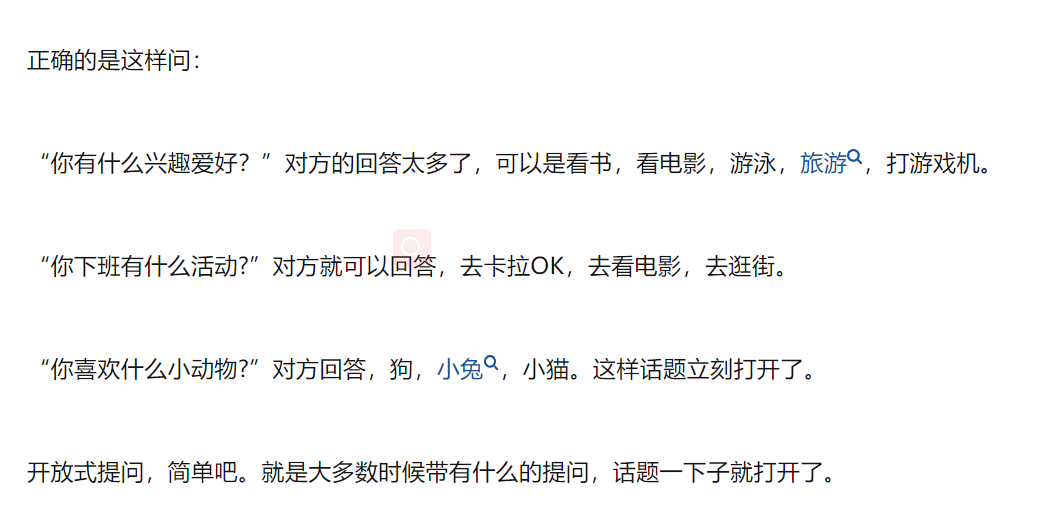 正确的是这样问：
“你有什么兴趣爱好？”对方的回答太多了，可以是看书，看电影，游泳，旅游，打游戏机。
“你下班有什么活动?”对方就可以回答，去卡拉OK，去看电影，去逛街。
“你喜欢什么小动物?”对方回答，狗，小兔，小猫。这样话题立刻打开了。
开放式提问，简单吧。就是大多数时候带有什么的提问，话题一下子就打开了。